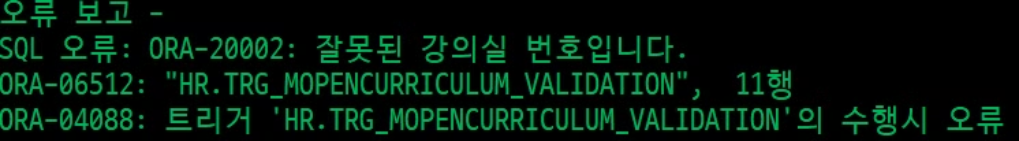 오류 보고 -
SQL 오류: ORA-20002: 잘못된 강의실 번호입니다.
ORA-06512: "HR.TRG_MOPENCURRICULUM_VALIDATION",  11행
ORA-04088: 트리거 'HR.TRG_MOPENCURRICULUM_VALIDATION'의 수행시 오류